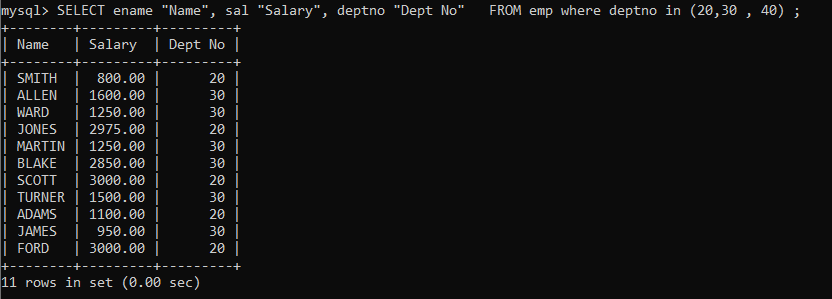 mysql> SELECT ename "Name", sal "Salary", deptno "Dept No"   FROM emp where deptno in (20,30 , 40) ;
+--------+---------+---------+
| Name   | Salary  | Dept No |
+--------+---------+---------+
| SMITH  |  800.00 |      20 |
| ALLEN  | 1600.00 |      30 |
| WARD   | 1250.00 |      30 |
| JONES  | 2975.00 |      20 |
| MARTIN | 1250.00 |      30 |
| BLAKE  | 2850.00 |      30 |
| SCOTT  | 3000.00 |      20 |
| TURNER | 1500.00 |      30 |
| ADAMS  | 1100.00 |      20 |
| JAMES  |  950.00 |      30 |
| FORD   | 3000.00 |      20 |
+--------+---------+---------+
11 rows in set (0.00 sec)